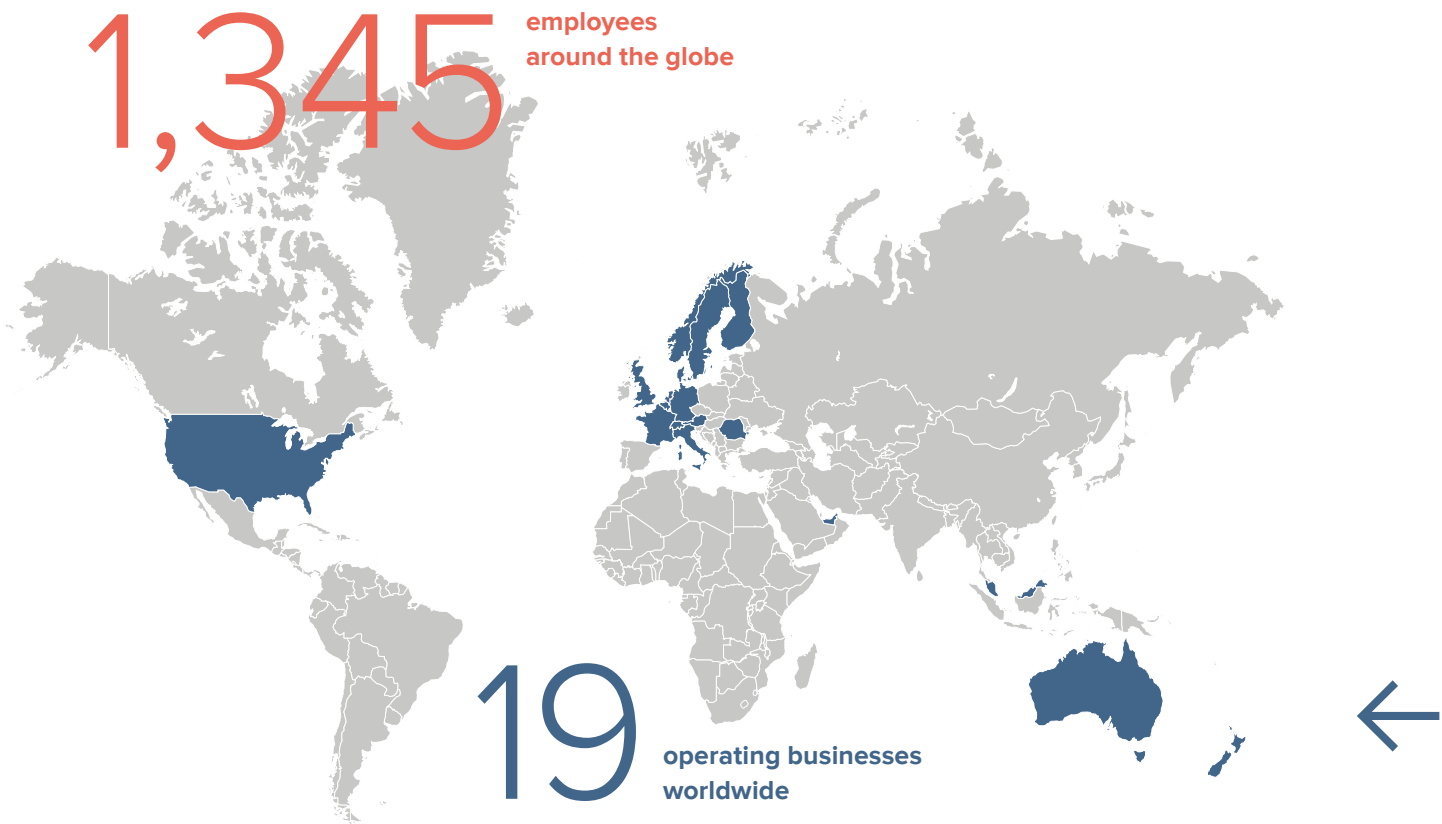 1,345
employees
around the globe
19
operating businesses
worldwide